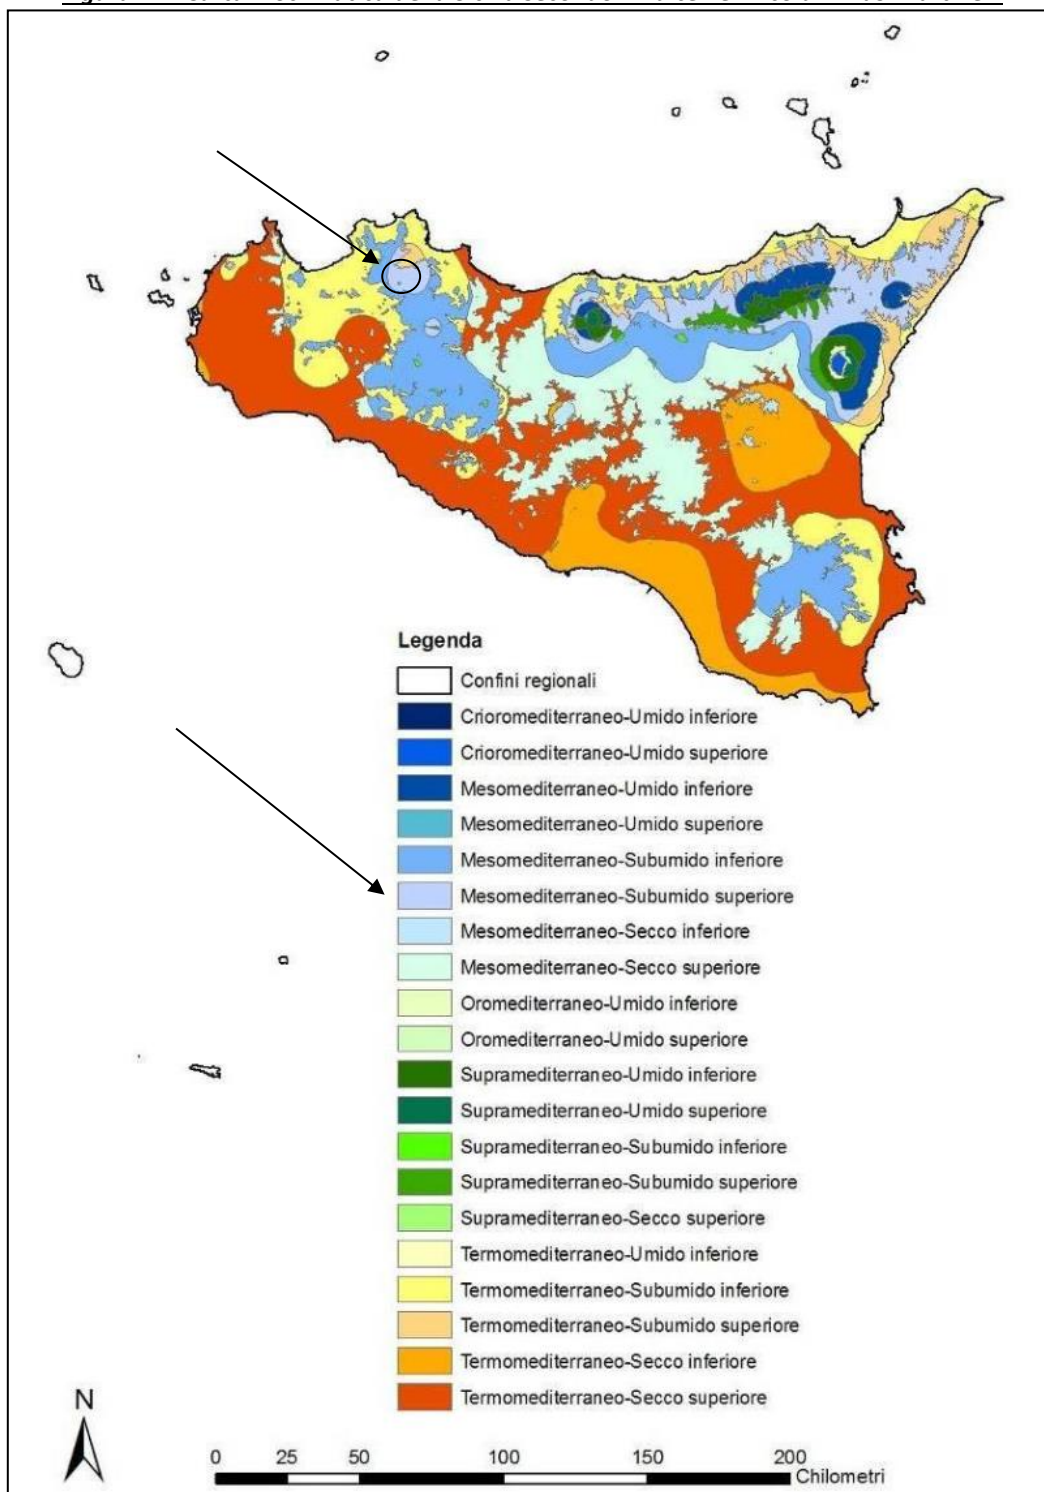 Legenda
Confini regionali
Crioromediterraneo-Umido inferiore
Crioromediterraneo-Umido superiore
Mesomediterraneo-Umido inferiore
Mesomediterraneo-Umido superiore
Mesomediterraneo-Subumido inferiore
Mesomediterraneo-Subumido superiore
Mesomediterraneo-Secco inferiore
Mesomediterraneo-Secco superiore
Oromediterraneo-Umido inferiore
Oromediterraneo-Umido superiore
Supramediterraneo-Umido inferiore
Supramediterraneo-Umido superiore
Supramediterraneo-Subumido inferiore
Supramediterraneo-Subumido superiore
Supramediterraneo-Secco superiore
Termomediterraneo-Umido inferiore
Termomediterraneo-Subumido inferiore
Termomediterraneo-Subumido superiore
Termomediterraneo-Secco inferiore
Termomediterraneo-Secco superiore
N
0 25 50 100 150 200
Chilometri